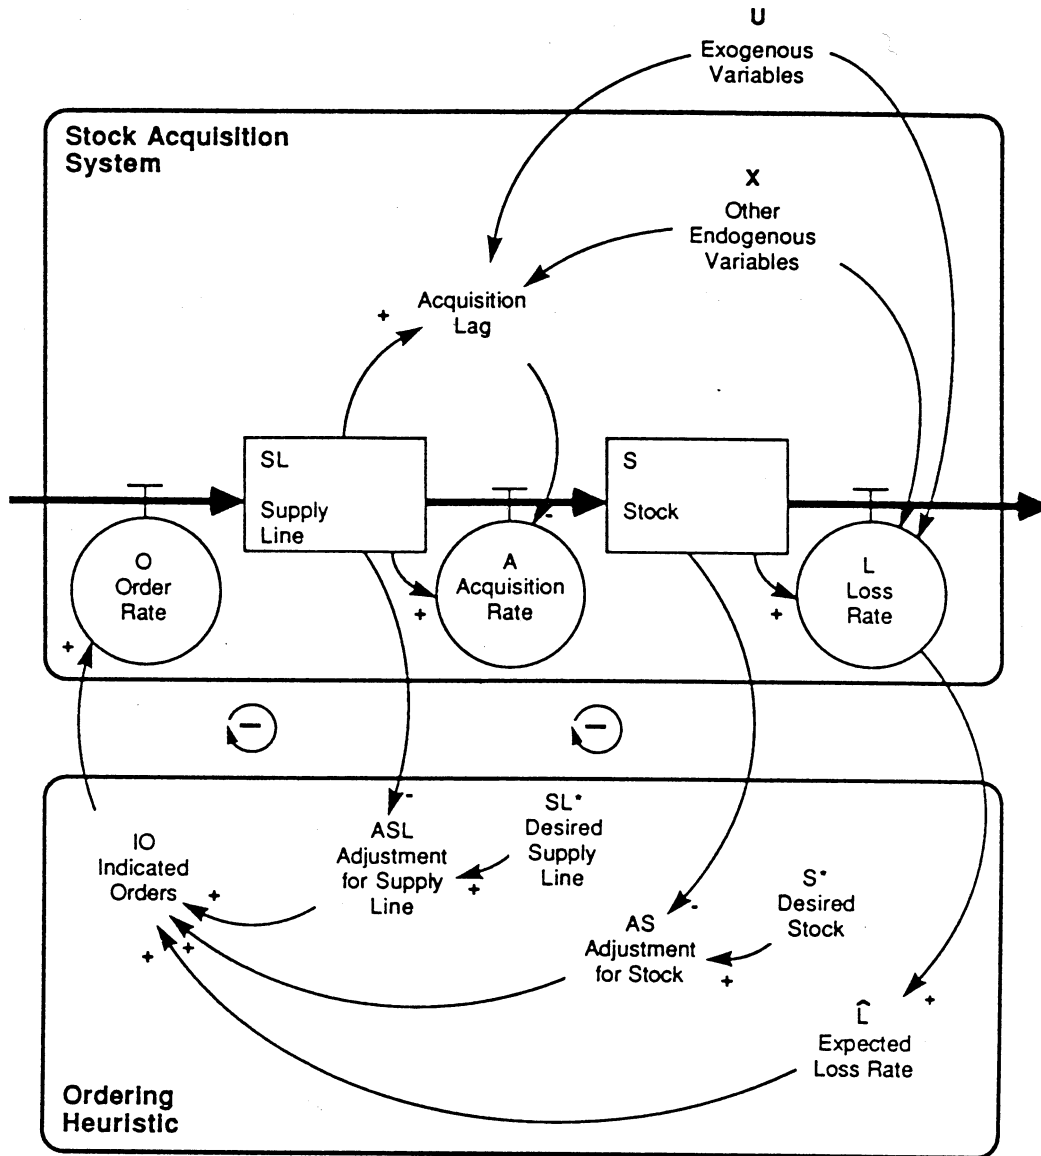 U
Exogenous
Variables
Stock Acquisition
System
X
Other
Endogenous
Variables
Acquisition
Lag
+
SL
Supply
Line
S
Stock
-
O
Order
Rate
A
Acquisition
Rate
L
Loss
Rate
+
+
+
−
−
IO
Indicated
Orders
-
ASL
Adjustment
for Supply
Line
SL*
Desired
Supply
Line
+
+
+
+
-
AS
Adjustment
for Stock
S*
Desired
Stock
+
+
L̂
Expected
Loss Rate
Ordering
Heuristic